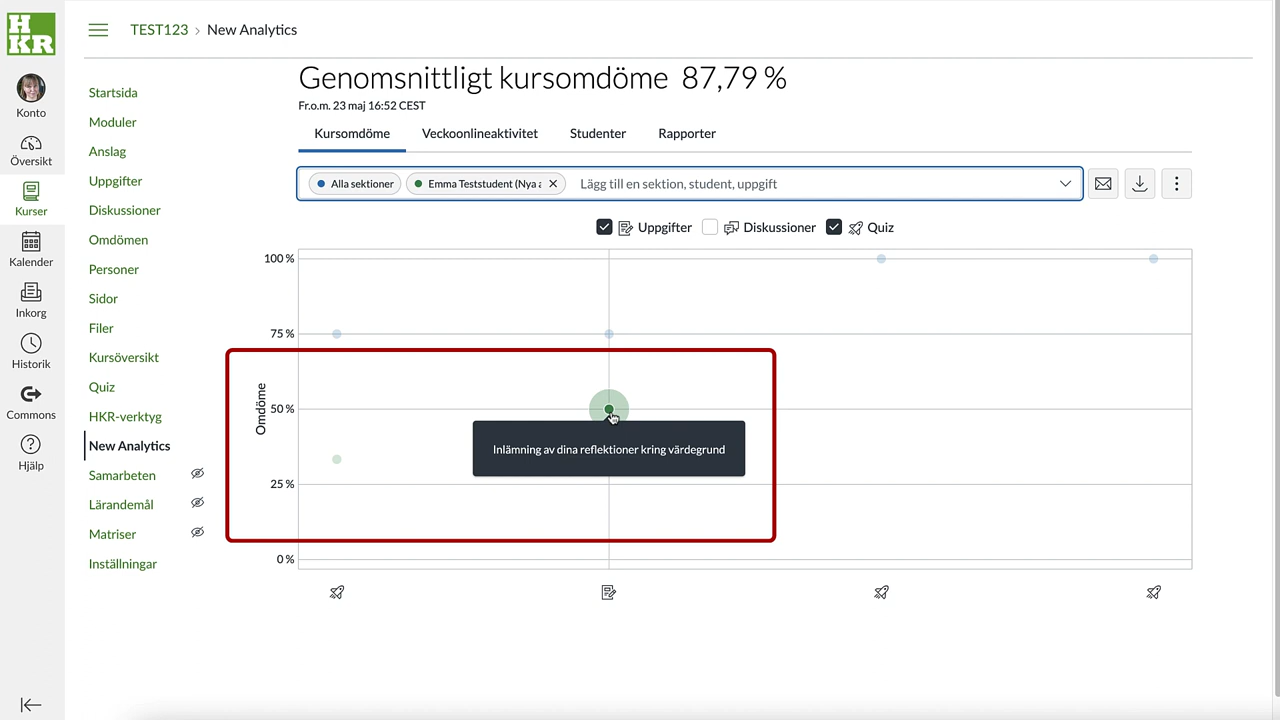 HKR
Konto
Översikt
Kurser
Kalender
Inkorg
Historik
Commons
Hjälp
TEST123 › New Analytics
Startsida
Moduler
Anslag
Uppgifter
Diskussioner
Omdömen
Personer
Sidor
Filer
Kursöversikt
Quiz
HKR-verktyg
New Analytics
Samarbeten
Lärandemål
Matriser
Inställningar
Genomsnittligt kursomdöme 87,79 %
Fr.o.m. 23 maj 16:52 CEST
Kursomdöme Veckoonlineaktivitet Studenter Rapporter
Alla sektioner Emma Teststudent (Nya Lägg till en sektion, student, uppgift
Uppgifter Diskussioner Quiz
100 %
75 %
50 %
25 %
0 %
Omdöme
Inlämning av dina reflektioner kring värdegrund